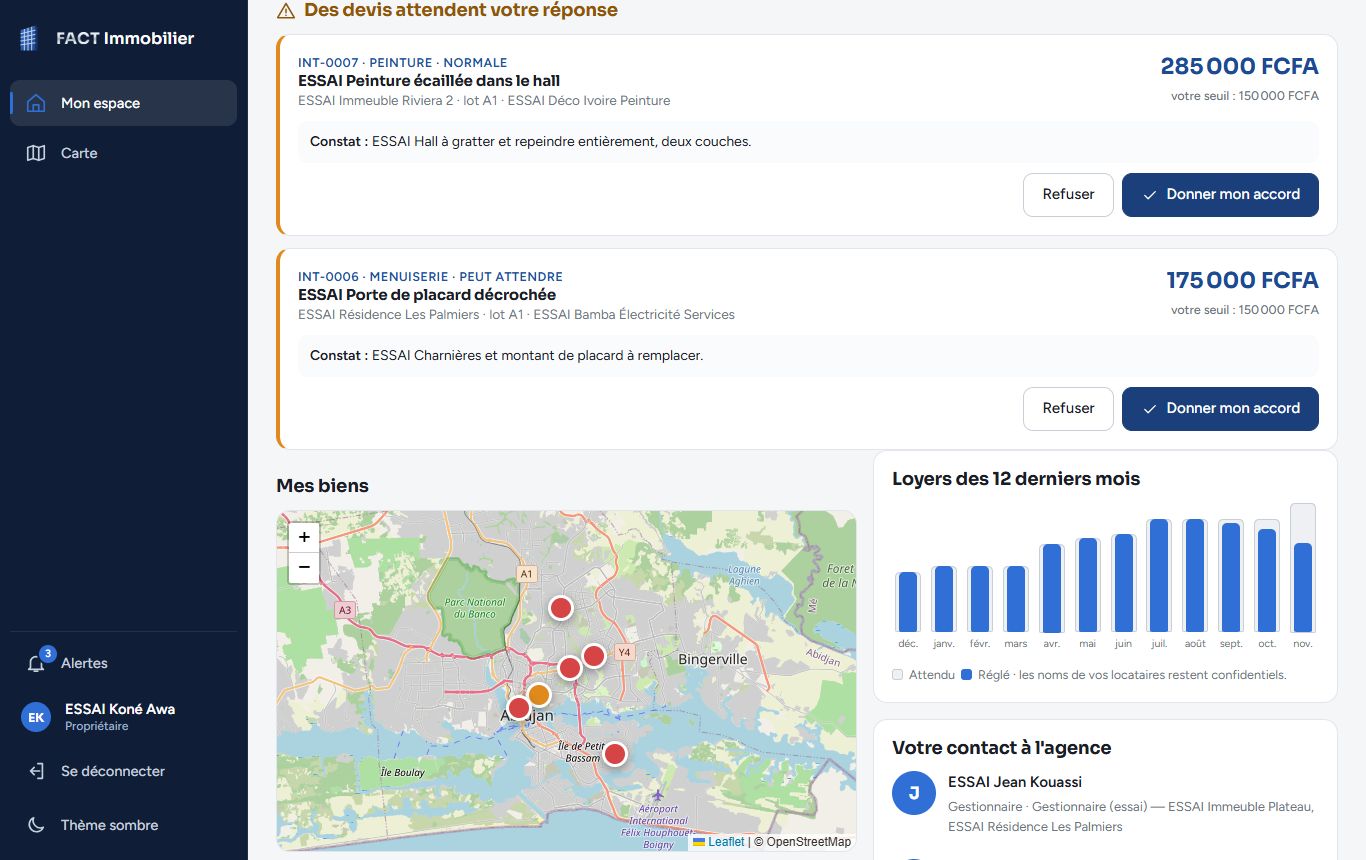 FACT Immobilier
Mon espace
Carte
3
Alertes
EK
ESSAI Koné Awa
Propriétaire
Se déconnecter
Thème sombre
Des devis attendent votre réponse
INT-0007 · PEINTURE · NORMALE
285 000 FCFA
ESSAI Peinture écaillée dans le hall
votre seuil : 150 000 FCFA
ESSAI Immeuble Riviera 2 · lot A1 · ESSAI Déco Ivoire Peinture
Constat : ESSAI Hall à gratter et repeindre entièrement, deux couches.
Refuser
Donner mon accord
INT-0006 · MENUISERIE · PEUT ATTENDRE
175 000 FCFA
ESSAI Porte de placard décrochée
votre seuil : 150 000 FCFA
ESSAI Résidence Les Palmiers · lot A1 · ESSAI Bamba Électricité Services
Constat : ESSAI Charnières et montant de placard à remplacer.
Refuser
Donner mon accord
Mes biens
+
−
A1
A3
Y4
Parc National
du Banco
Lagune
Aghien
Foret
de la
Mé
Abidjan
Bingerville
Île de Petit
Bassam
Île Boulay
Aéroport
International
Félix Houphouët-
Boigny
Leaflet | © OpenStreetMap
Loyers des 12 derniers mois
déc. janv. févr. mars avr. mai juin juil. août sept. oct. nov.
Attendu Réglé · les noms de vos locataires restent confidentiels.
Votre contact à l'agence
J
ESSAI Jean Kouassi
Gestionnaire · Gestionnaire (essai) — ESSAI Immeuble Plateau,
ESSAI Résidence Les Palmiers